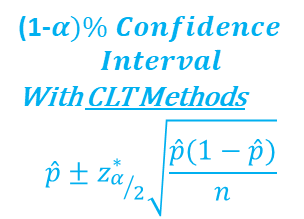 (1-α)% Confidence
Interval
With CLT Methods
p̂ ± z*α/2 √(p̂(1 − p̂)/n)